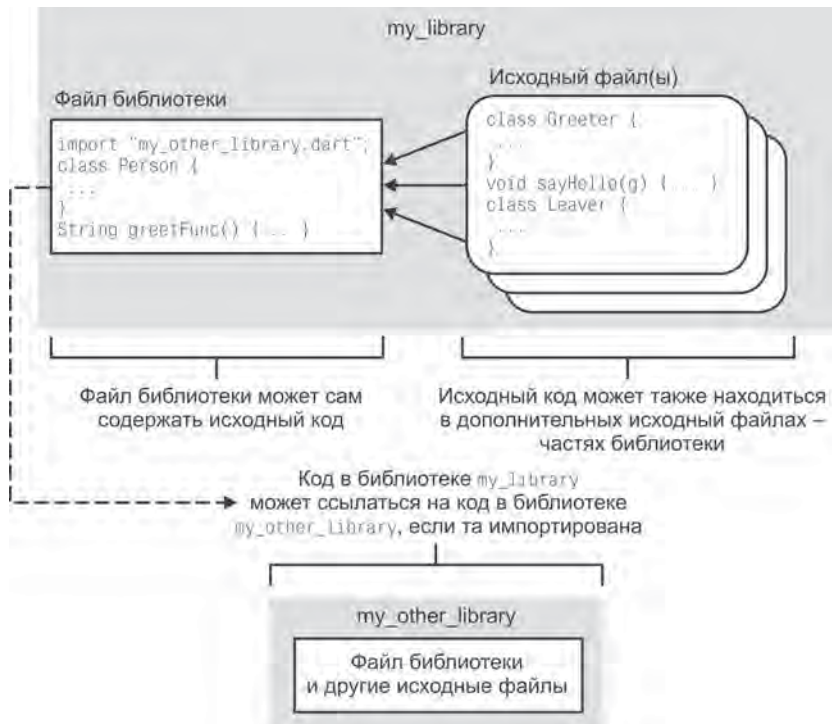 my_library
Файл библиотеки
import "my_other_library.dart";
class Person {
...
}
String greetFunc() { ... }
Исходный файл(ы)
class Greeter {
...
}
void sayHello(g) { ... }
class Leaver {
...
}
Файл библиотеки может сам
содержать исходный код
Исходный код может также находиться
в дополнительных исходный файлах –
частях библиотеки
Код в библиотеке my_library
может ссылаться на код в библиотеке
my_other_library, если та импортирована
my_other_library
Файл библиотеки
и другие исходные файлы